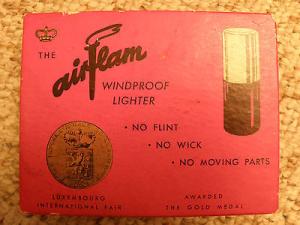 THE
airflam
WINDPROOF
LIGHTER
• NO FLINT
• NO WICK
• NO MOVING PARTS
LUXEMBOURG
INTERNATIONAL FAIR
AWARDED
THE GOLD MEDAL